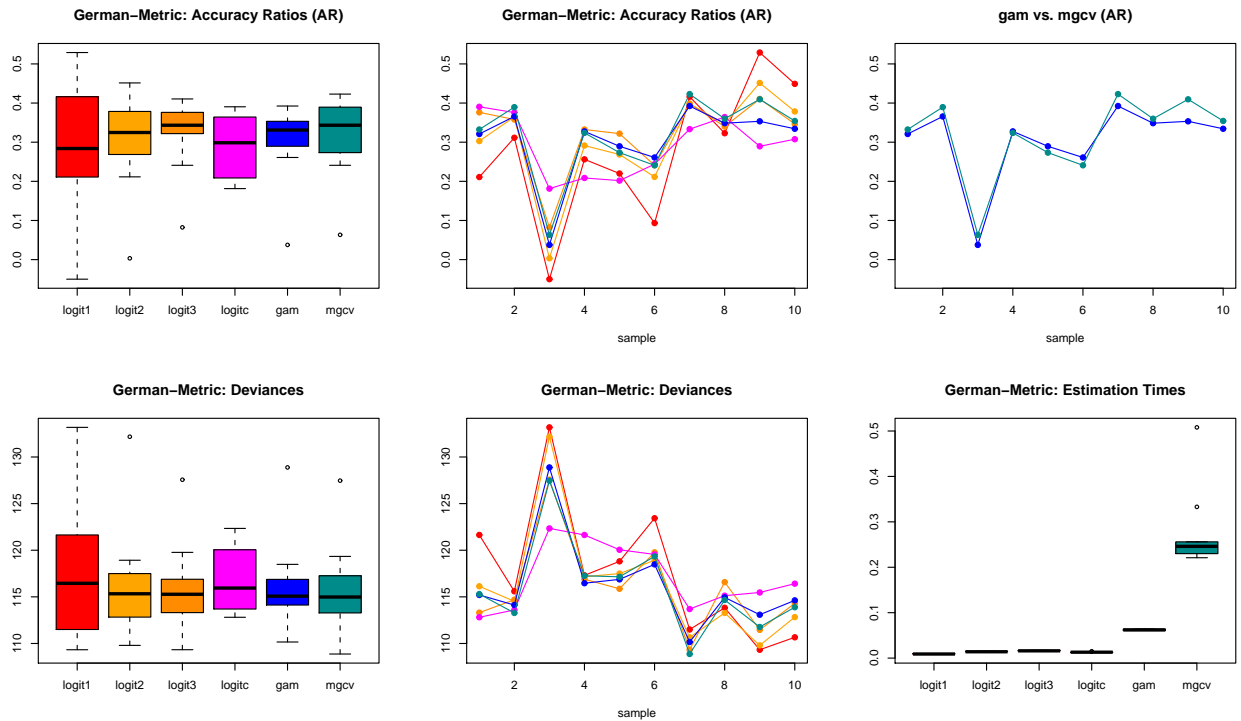 German−Metric: Accuracy Ratios (AR)
0.5
0.4
0.3
0.2
0.1
0.0
logit1 logit2 logit3 logitc gam mgcv
German−Metric: Accuracy Ratios (AR)
0.5
0.4
0.3
0.2
0.1
0.0
2 4 6 8 10
sample
gam vs. mgcv (AR)
0.5
0.4
0.3
0.2
0.1
0.0
2 4 6 8 10
sample
German−Metric: Deviances
130
125
120
115
110
logit1 logit2 logit3 logitc gam mgcv
German−Metric: Deviances
130
125
120
115
110
2 4 6 8 10
sample
German−Metric: Estimation Times
0.5
0.4
0.3
0.2
0.1
0.0
logit1 logit2 logit3 logitc gam mgcv